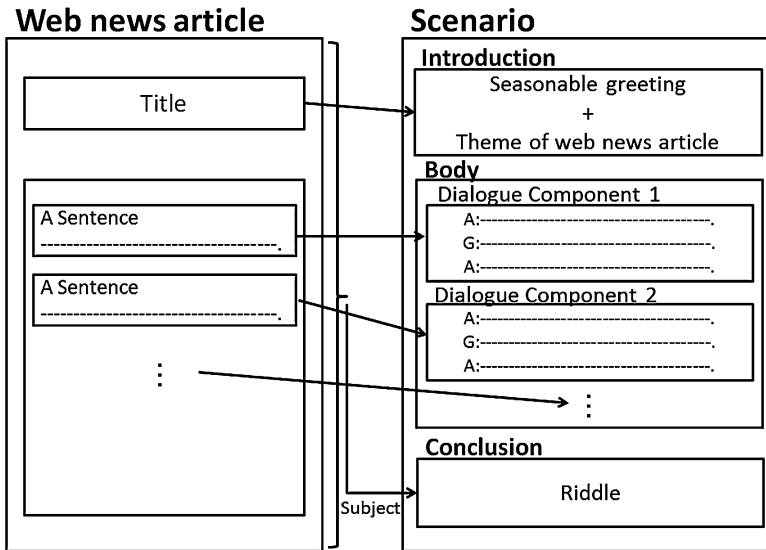 Web news article
Title
A Sentence
---------------------------------.
A Sentence
---------------------------------.
⋮
Subject
Scenario
Introduction
Seasonable greeting
+
Theme of web news article
Body
Dialogue Component 1
A:---------------------------------.
G:---------------------------------.
A:---------------------------------.
Dialogue Component 2
A:---------------------------------.
G:---------------------------------.
A:---------------------------------.
⋮
Conclusion
Riddle